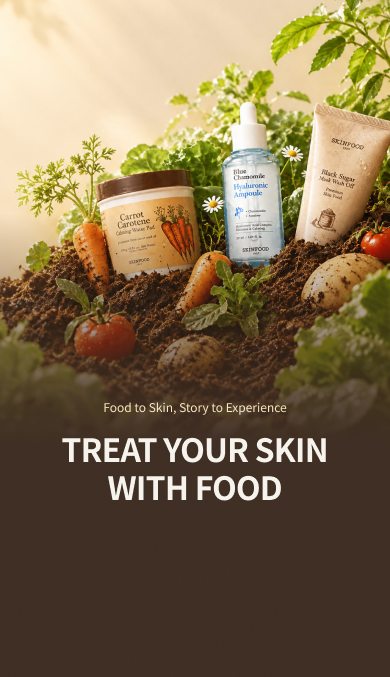 Carrot
Carotene
Calming Water Pad
SKINFOOD
Blue
Chamomile
Hyaluronic
Ampoule
SKINFOOD
SKINFOOD
Black Sugar
Mask Wash Off
Food to Skin, Story to Experience
TREAT YOUR SKIN
WITH FOOD